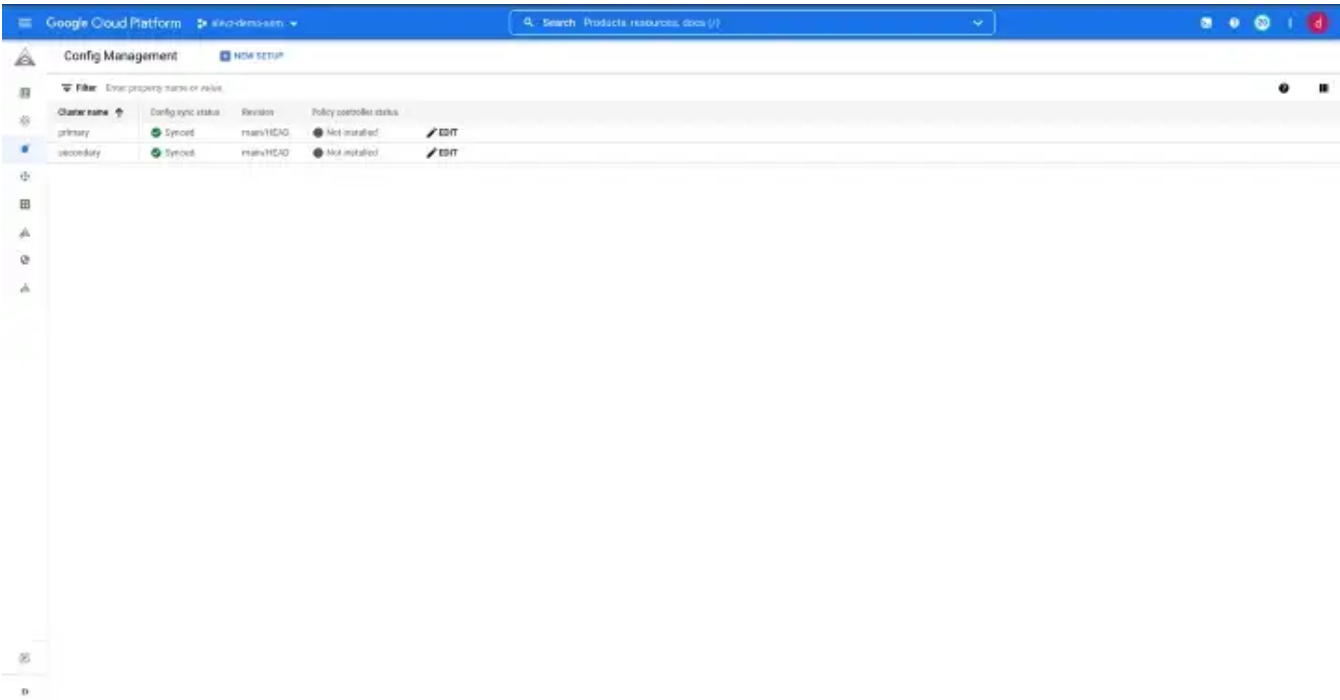 Google Cloud Platform
Search Products, resources, docs (/)
Config Management
NEW SETUP
Filter Enter property name or value
Cluster name Config sync status Revision Policy controller status
primary Synced main/HEAD Not installed EDIT
secondary Synced main/HEAD Not installed EDIT